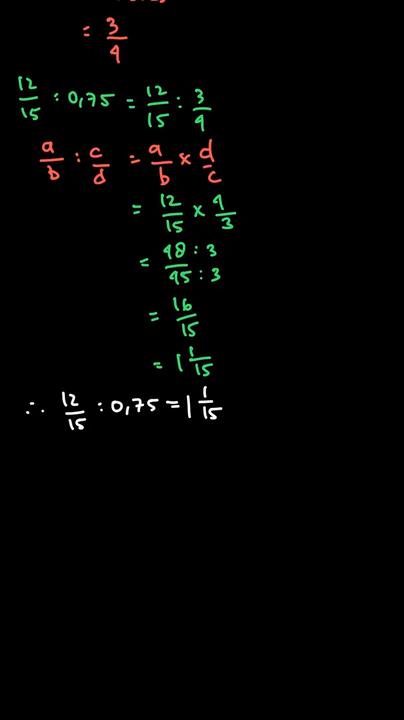 = 3/4
12/15 : 0,75 = 12/15 : 3/4
a/b : c/d = a/b × d/c
= 12/15 × 4/3
= 48 : 3 / 45 : 3
= 16/15
= 1 1/15
∴ 12/15 : 0,75 = 1 1/15